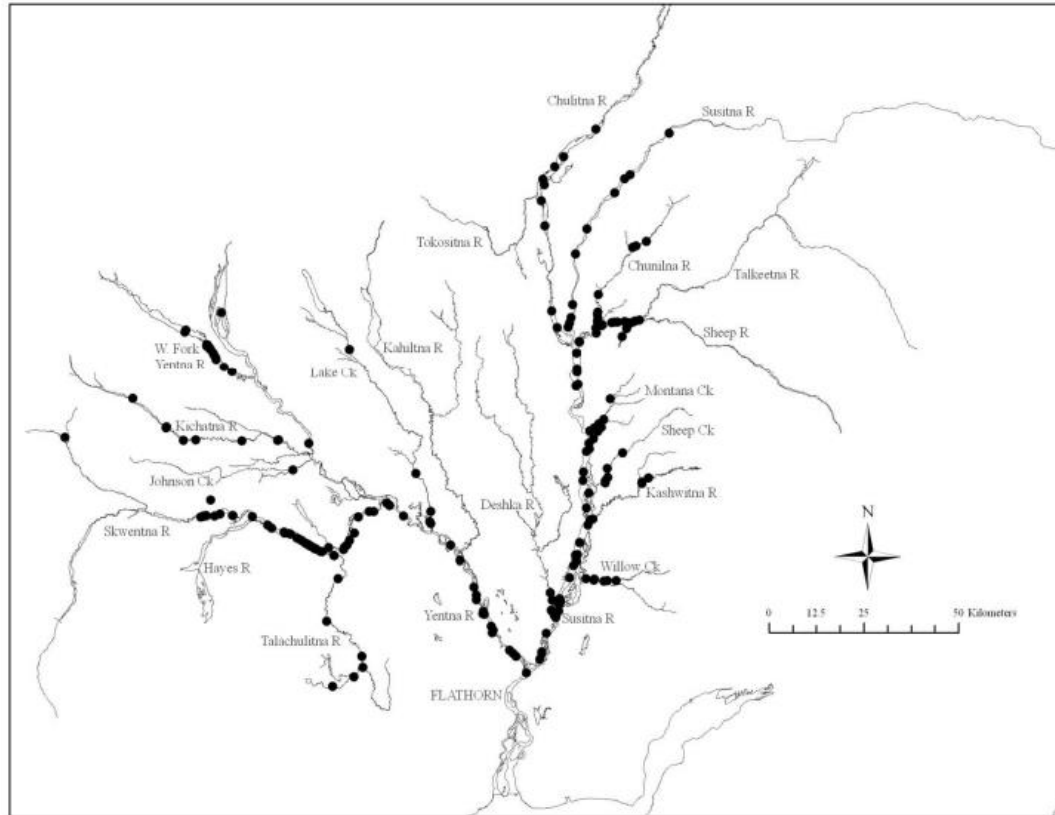 Chulitna R
Susitna R
Tokositna R
Chunilna R
Talkeetna R
W. Fork
Yentna R
Lake Ck
Kahiltna R
Sheep R
Montana Ck
Sheep Ck
Kichatna R
Johnson Ck
Deshka R
Kashwitna R
Skwentna R
N
Hayes R
Willow Ck
Yentna R
Susitna R
0 12.5 25 50 Kilometers
Talachulitna R
FLATHORN